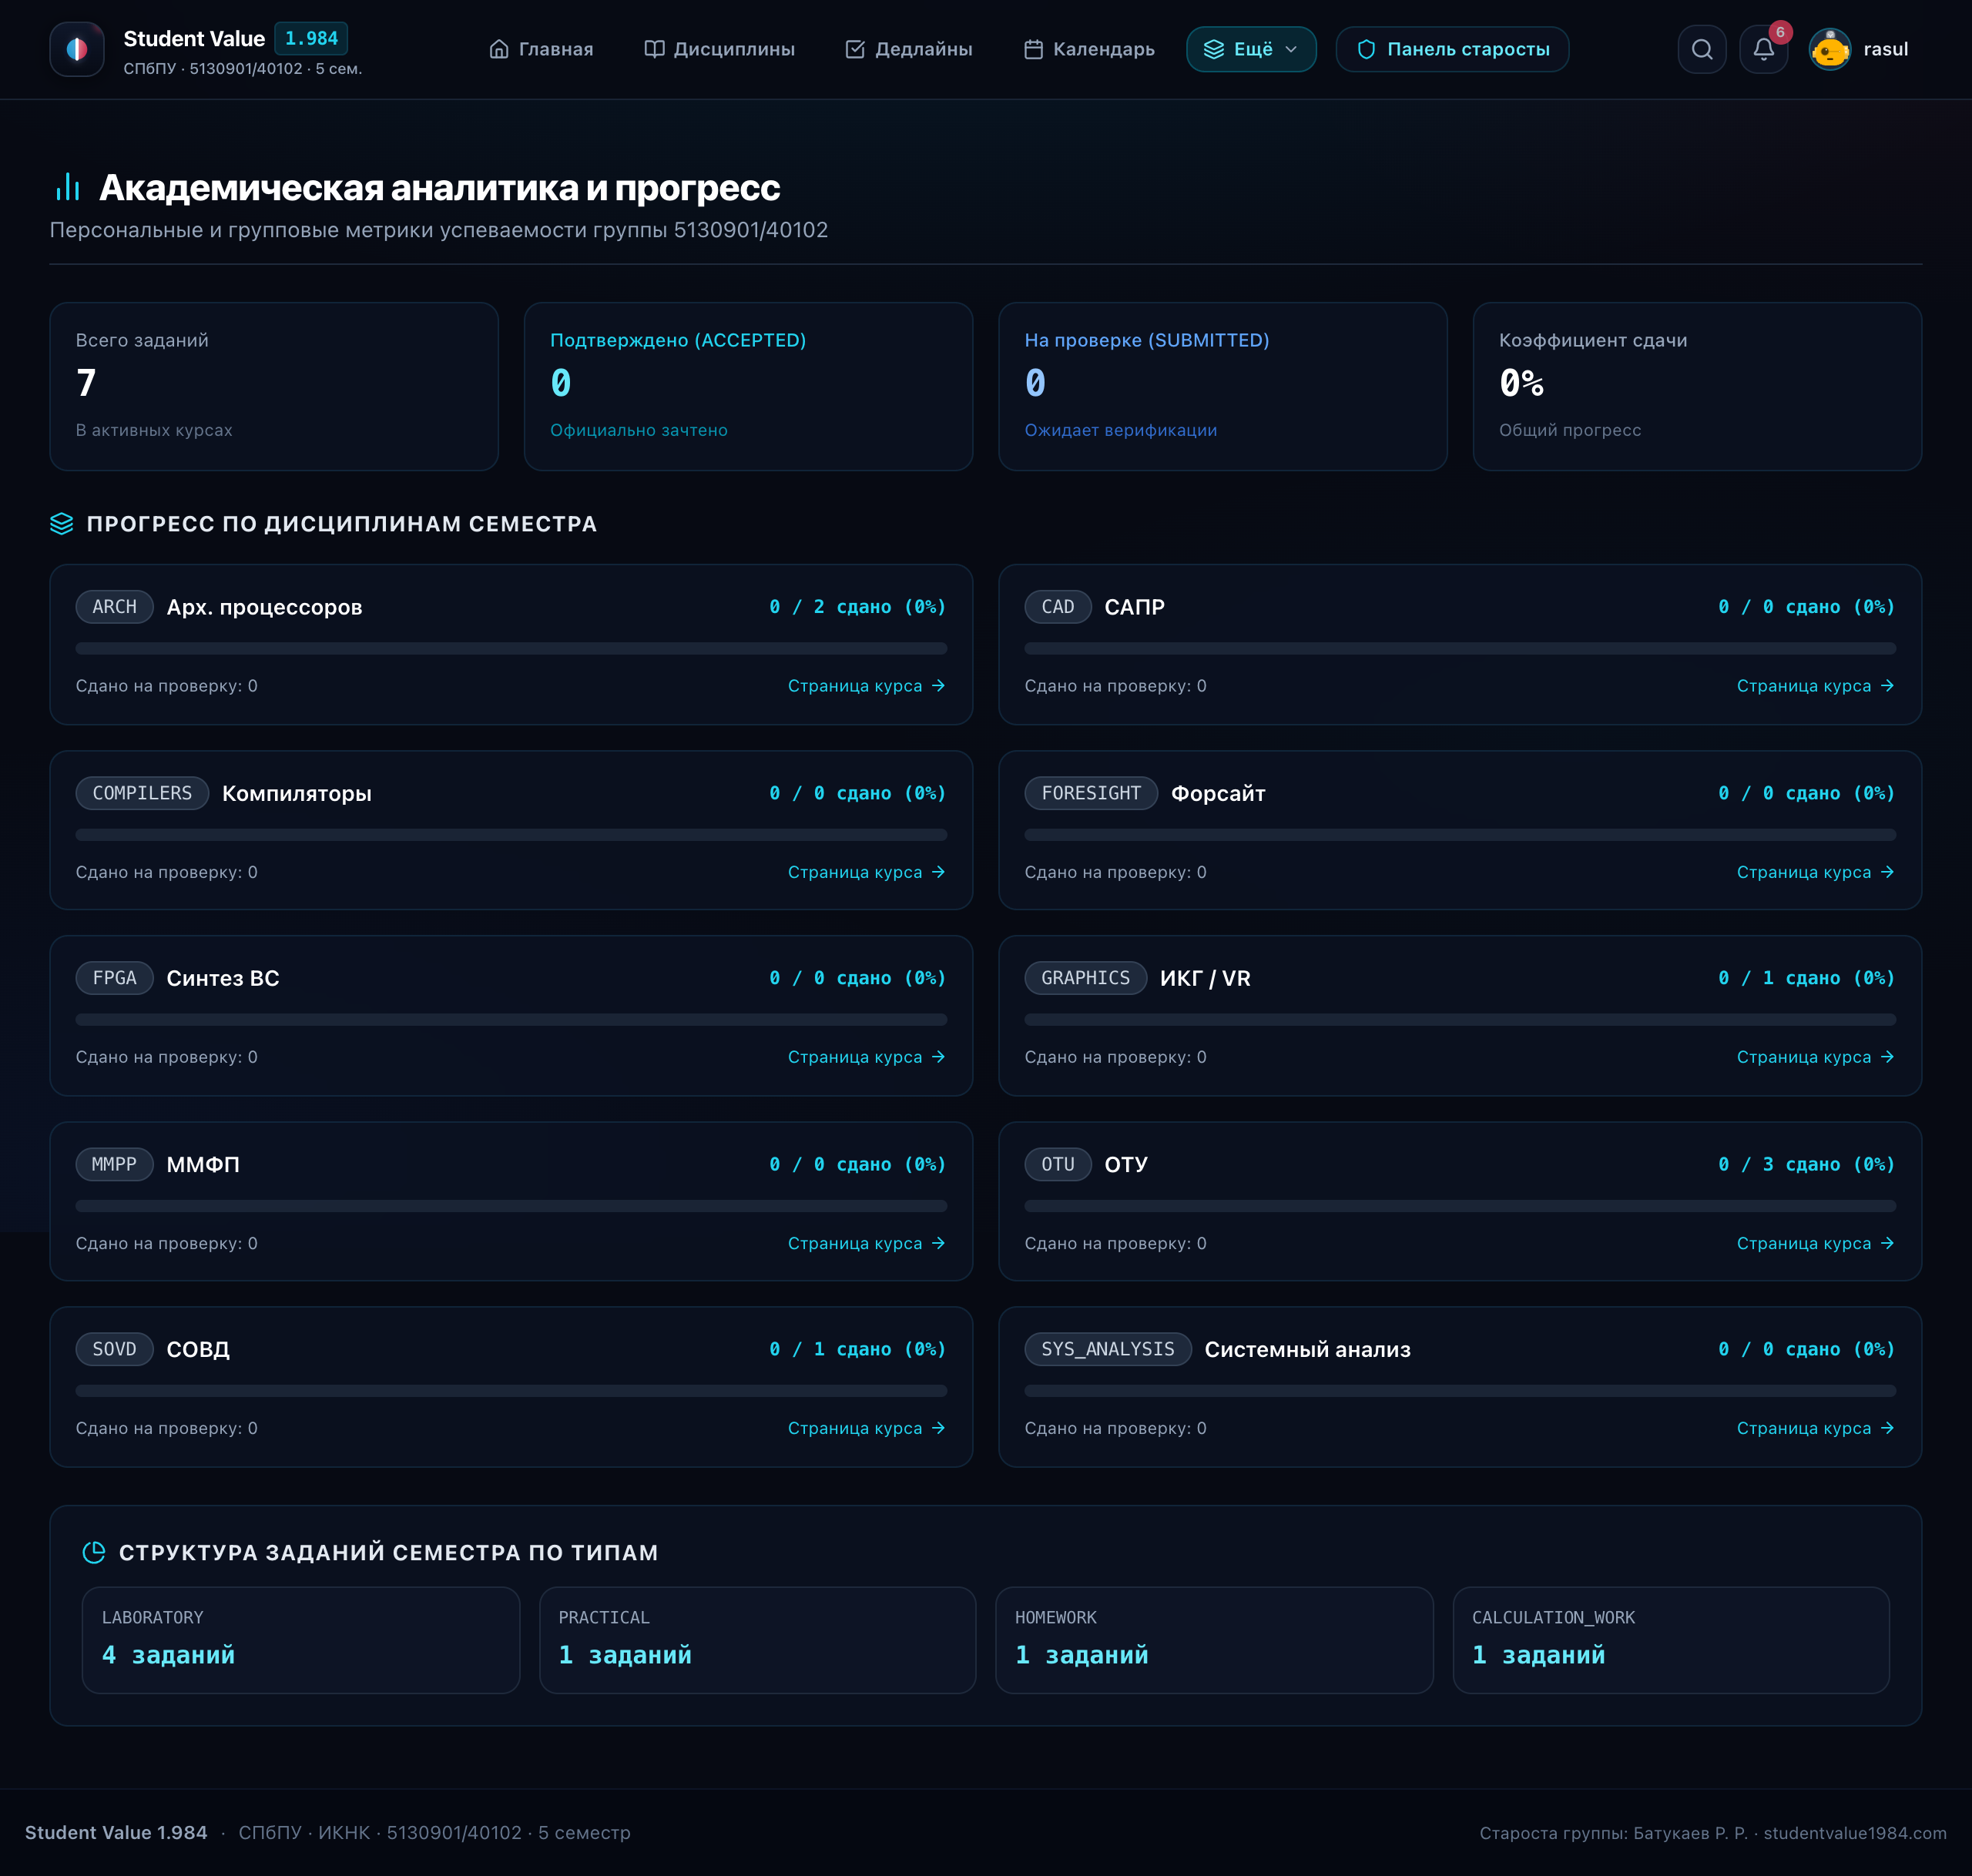 Student Value 1.984
СПбПУ · 5130901/40102 · 5 сем.
Главная
Дисциплины
Дедлайны
Календарь
Ещё
Панель старосты
6
rasul
Академическая аналитика и прогресс
Персональные и групповые метрики успеваемости группы 5130901/40102
Всего заданий
7
В активных курсах
Подтверждено (ACCEPTED)
0
Официально зачтено
На проверке (SUBMITTED)
0
Ожидает верификации
Коэффициент сдачи
0%
Общий прогресс
ПРОГРЕСС ПО ДИСЦИПЛИНАМ СЕМЕСТРА
ARCH Арх. процессоров 0 / 2 сдано (0%)
Сдано на проверку: 0 Страница курса →
CAD САПР 0 / 0 сдано (0%)
Сдано на проверку: 0 Страница курса →
COMPILERS Компиляторы 0 / 0 сдано (0%)
Сдано на проверку: 0 Страница курса →
FORESIGHT Форсайт 0 / 0 сдано (0%)
Сдано на проверку: 0 Страница курса →
FPGA Синтез ВС 0 / 0 сдано (0%)
Сдано на проверку: 0 Страница курса →
GRAPHICS ИКГ / VR 0 / 1 сдано (0%)
Сдано на проверку: 0 Страница курса →
MMPP ММФП 0 / 0 сдано (0%)
Сдано на проверку: 0 Страница курса →
OTU ОТУ 0 / 3 сдано (0%)
Сдано на проверку: 0 Страница курса →
SOVD СОВД 0 / 1 сдано (0%)
Сдано на проверку: 0 Страница курса →
SYS_ANALYSIS Системный анализ 0 / 0 сдано (0%)
Сдано на проверку: 0 Страница курса →
СТРУКТУРА ЗАДАНИЙ СЕМЕСТРА ПО ТИПАМ
LABORATORY
4 заданий
PRACTICAL
1 заданий
HOMEWORK
1 заданий
CALCULATION_WORK
1 заданий
Student Value 1.984 · СПбПУ · ИКНК · 5130901/40102 · 5 семестр
Староста группы: Батукаев Р. Р. · studentvalue1984.com